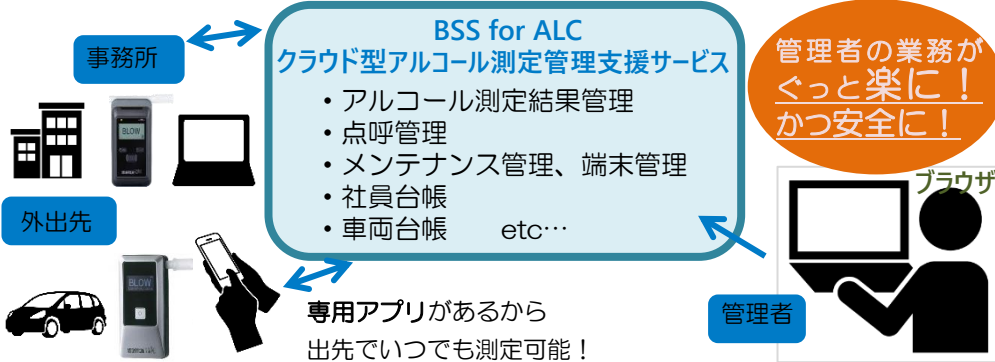 BSS for ALC
クラウド型アルコール測定管理支援サービス
・アルコール測定結果管理
・点呼管理
・メンテナンス管理、端末管理
・社員台帳
・車両台帳　　etc…
事務所
BLOW
外出先
BLOW
専用アプリがあるから
出先でいつでも測定可能！
管理者の業務が
ぐっと楽に！
かつ安全に！
ブラウザ
管理者